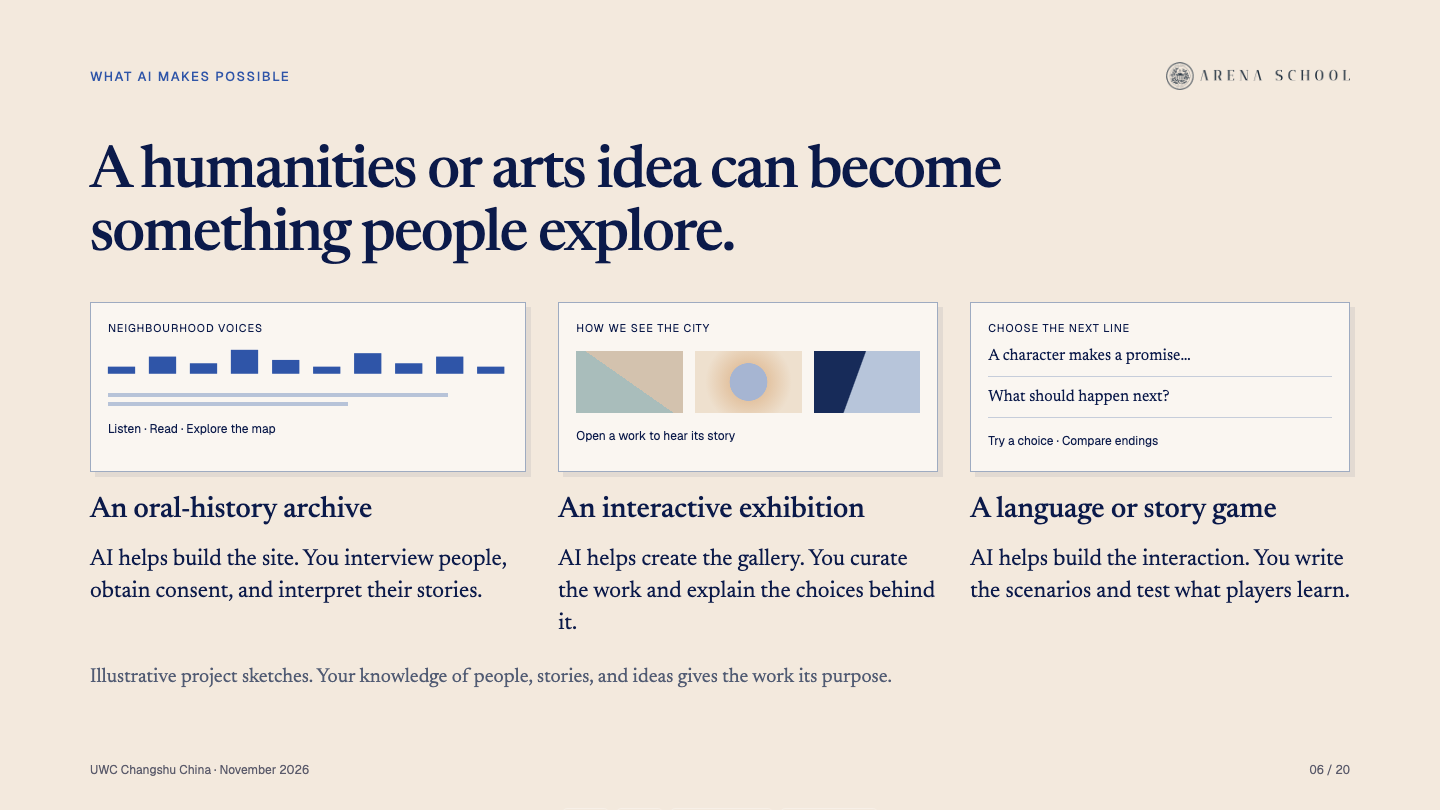 WHAT AI MAKES POSSIBLE
ARENA SCHOOL
A humanities or arts idea can become
something people explore.
NEIGHBOURHOOD VOICES
Listen · Read · Explore the map
An oral-history archive
AI helps build the site. You interview people,
obtain consent, and interpret their stories.
HOW WE SEE THE CITY
Open a work to hear its story
An interactive exhibition
AI helps create the gallery. You curate
the work and explain the choices behind
it.
CHOOSE THE NEXT LINE
A character makes a promise…
What should happen next?
Try a choice · Compare endings
A language or story game
AI helps build the interaction. You write
the scenarios and test what players learn.
Illustrative project sketches. Your knowledge of people, stories, and ideas gives the work its purpose.
UWC Changshu China · November 2026
06 / 20